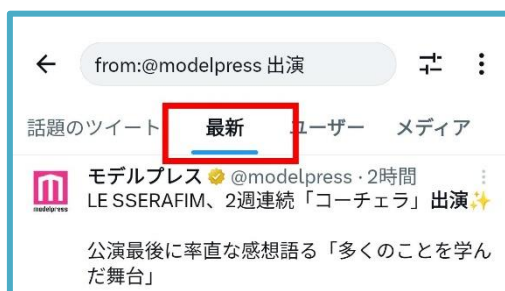 from:@modelpress 出演
話題のツイート 最新 ユーザー メディア
モデルプレス @modelpress · 2時間
LE SSERAFIM、2週連続「コーチェラ」出演✨
公演最後に率直な感想語る「多くのことを学ん
だ舞台」
modelpress